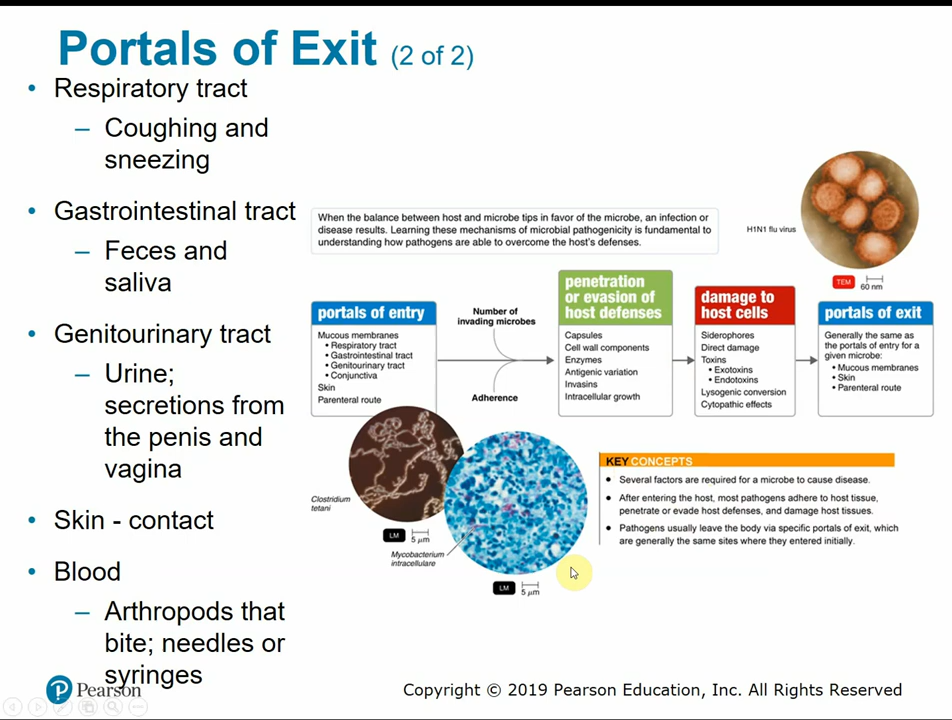 Portals of Exit (2 of 2)
• Respiratory tract
– Coughing and
sneezing
• Gastrointestinal tract
– Feces and
saliva
• Genitourinary tract
– Urine;
secretions from
the penis and
vagina
• Skin - contact
• Blood
– Arthropods that
bite; needles or
syringes
When the balance between host and microbe tips in favor of the microbe, an infection or
disease results. Learning these mechanisms of microbial pathogenicity is fundamental to
understanding how pathogens are able to overcome the host's defenses.
H1N1 flu virus
TEM
60 nm
portals of entry
Mucous membranes
• Respiratory tract
• Gastrointestinal tract
• Genitourinary tract
• Conjunctiva
Skin
Parenteral route
Number of
invading microbes
Adherence
penetration
or evasion of
host defenses
Capsules
Cell wall components
Enzymes
Antigenic variation
Invasins
Intracellular growth
damage to
host cells
Siderophores
Direct damage
Toxins
• Exotoxins
• Endotoxins
Lysogenic conversion
Cytopathic effects
portals of exit
Generally the same as
the portals of entry for a
given microbe:
• Mucous membranes
• Skin
• Parenteral route
Clostridium
tetani
LM
5 μm
Mycobacterium
intracellulare
LM
5 μm
KEY CONCEPTS
• Several factors are required for a microbe to cause disease.
• After entering the host, most pathogens adhere to host tissue,
penetrate or evade host defenses, and damage host tissues.
• Pathogens usually leave the body via specific portals of exit, which
are generally the same sites where they entered initially.
P Pearson
Copyright © 2019 Pearson Education, Inc. All Rights Reserved